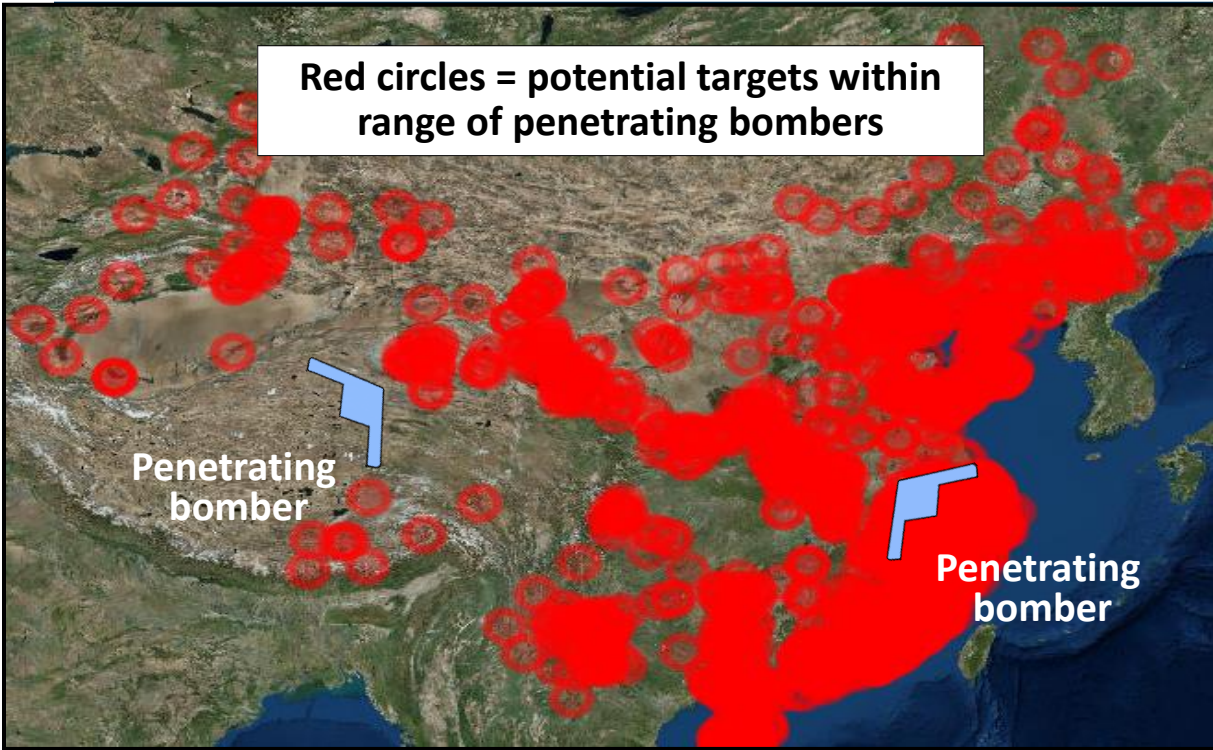 Red circles = potential targets within
range of penetrating bombers
Penetrating
bomber
Penetrating
bomber